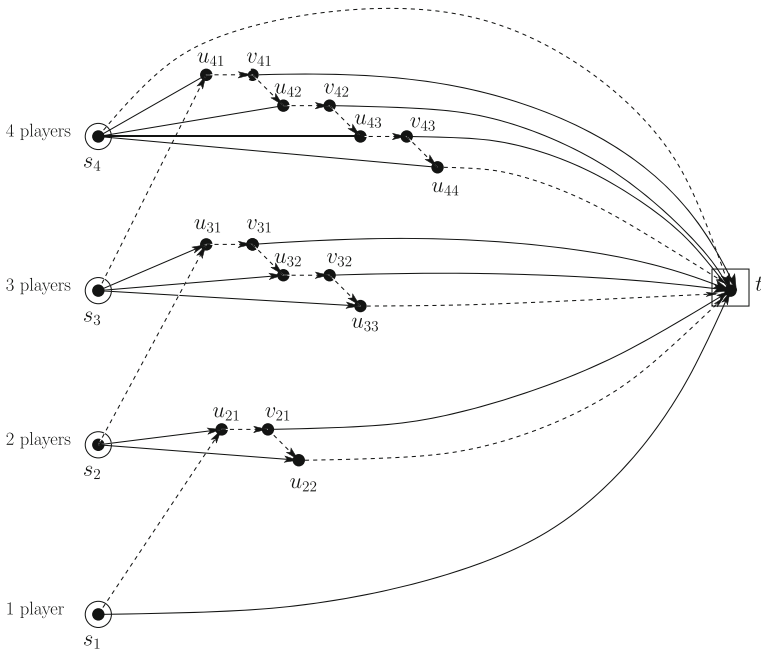 u41 v41
u42 v42
u43 v43
4 players
s4
u44
u31 v31
u32 v32
3 players
t
s3
u33
u21 v21
2 players
s2
u22
1 player
s1